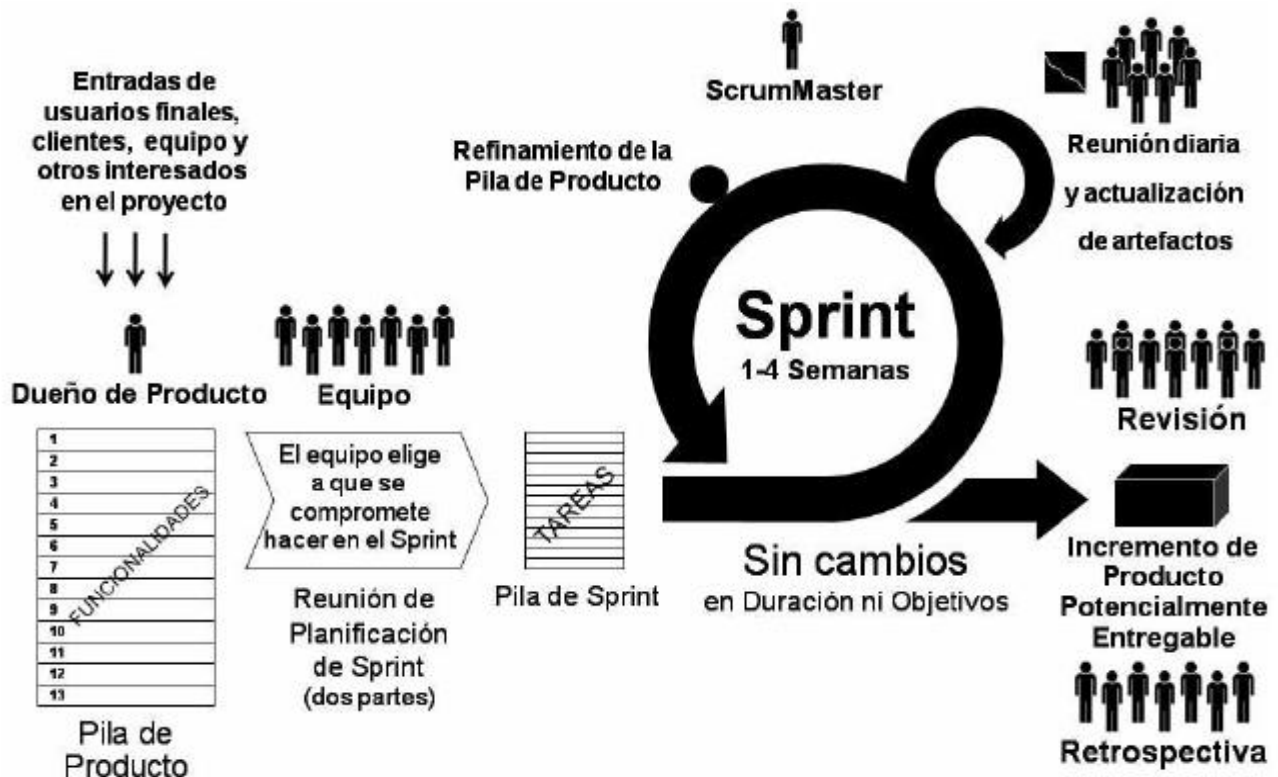 Entradas de
usuarios finales,
clientes, equipo y
otros interesados
en el proyecto
Dueño de Producto
1
2
3
4
5
6
7
8
9
10
11
12
13
FUNCIONALIDADES
Pila de
Producto
Equipo
El equipo elige
a que se
compromete
hacer en el Sprint
Reunión de
Planificación
de Sprint
(dos partes)
TAREAS
Pila de Sprint
ScrumMaster
Refinamiento de la
Pila de Producto
Sprint
1-4 Semanas
Sin cambios
en Duración ni Objetivos
Reunión diaria
y actualización
de artefactos
Revisión
Incremento de
Producto
Potencialmente
Entregable
Retrospectiva